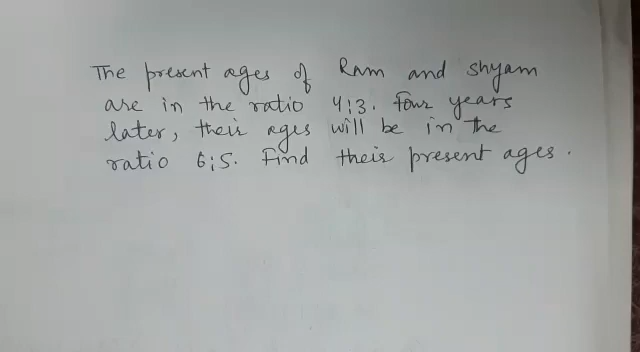 The present ages of Ram and Shyam
are in the ratio 4:3. Four years
later, their ages will be in the
ratio 6:5. Find their present ages.